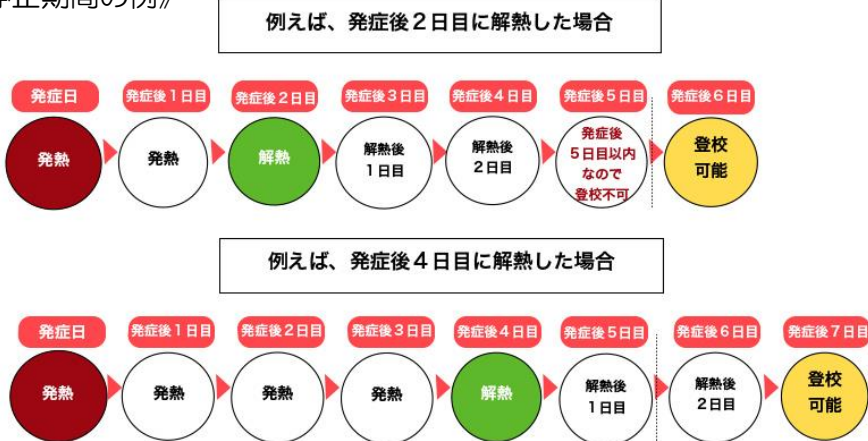 止期間の例》
例えば、発症後2日目に解熱した場合
発症日 発症後1日目 発症後2日目 発症後3日目 発症後4日目 発症後5日目 発症後6日目
発熱
発熱
解熱
解熱後
1日目
解熱後
2日目
発症後
5日目以内
なので
登校不可
登校
可能
例えば、発症後4日目に解熱した場合
発症日 発症後1日目 発症後2日目 発症後3日目 発症後4日目 発症後5日目 発症後6日目 発症後7日目
発熱
発熱
発熱
発熱
解熱
解熱後
1日目
解熱後
2日目
登校
可能